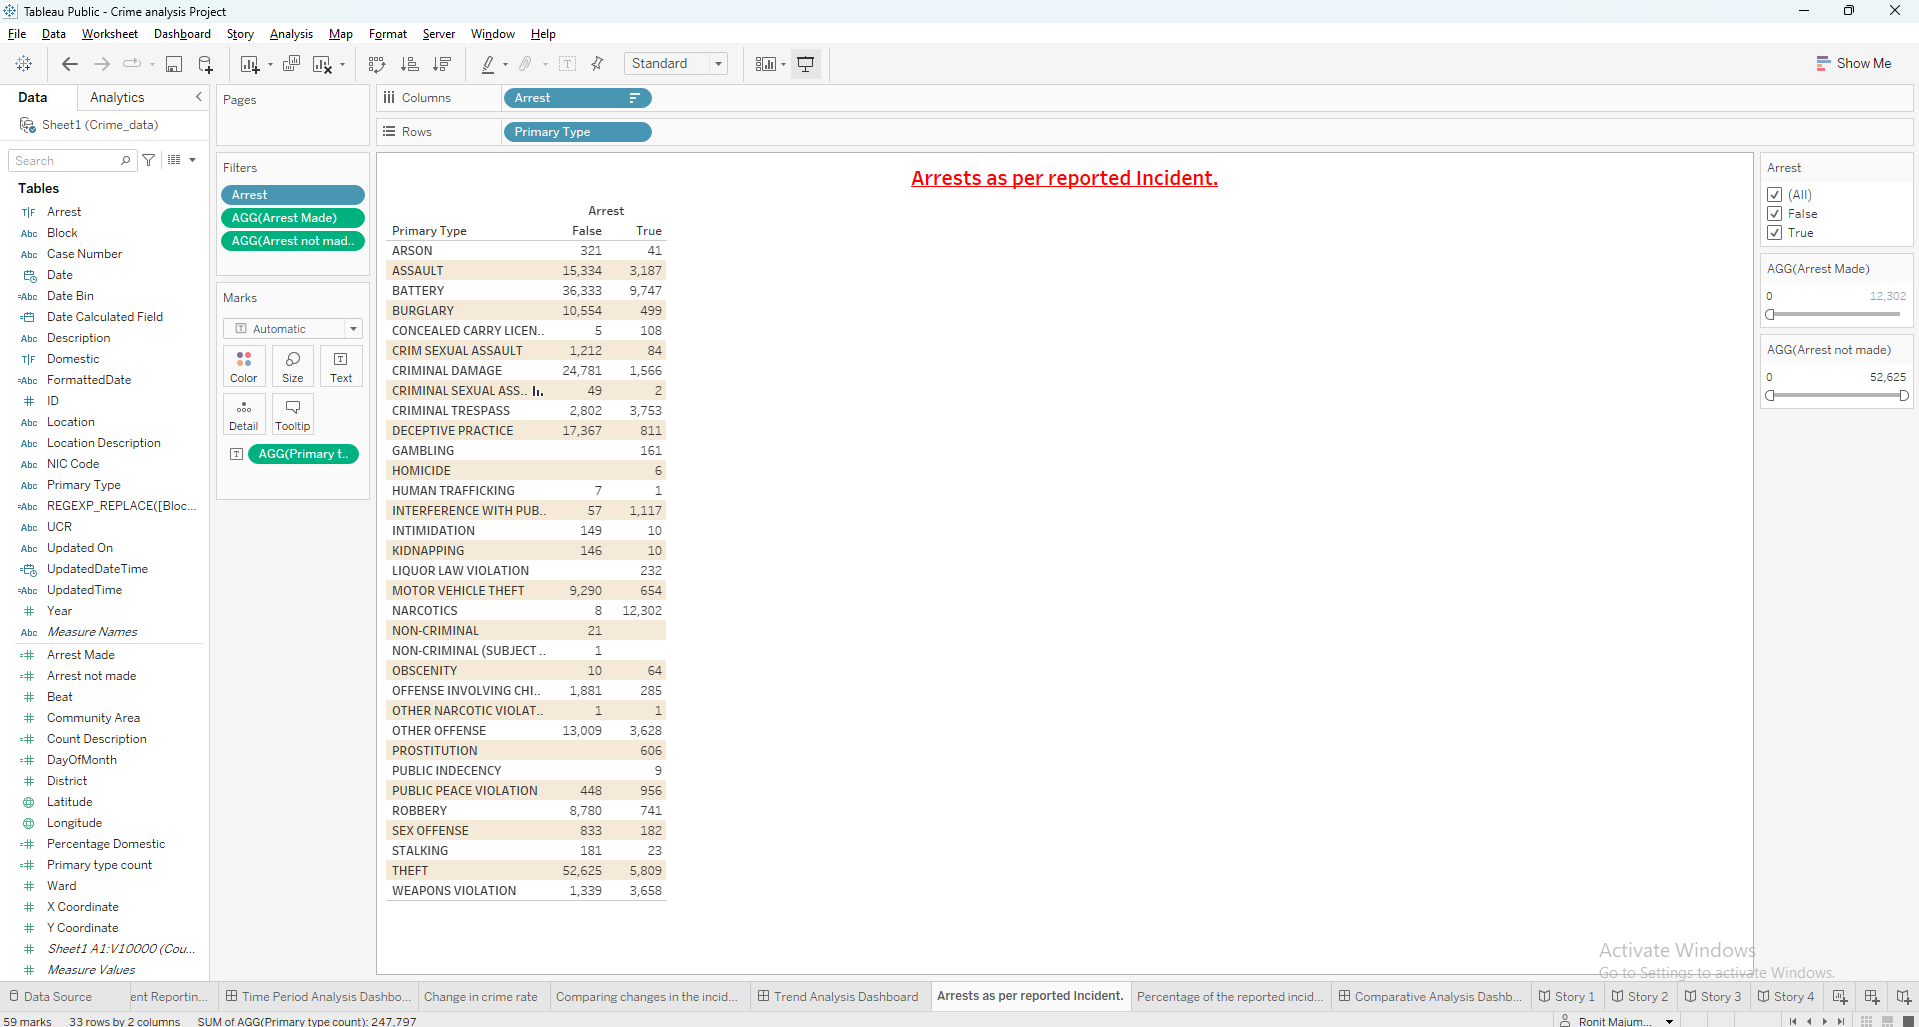 Tableau Public - Crime analysis Project
File Data Worksheet Dashboard Story Analysis Map Format Server Window Help
Standard
Show Me
Data Analytics
Sheet1 (Crime_data)
Search
Tables
T|F Arrest
Abc Block
Abc Case Number
Date
=Abc Date Bin
Date Calculated Field
Abc Description
T|F Domestic
=Abc FormattedDate
# ID
Abc Location
Abc Location Description
Abc NIC Code
Abc Primary Type
=Abc REGEXP_REPLACE([Bloc...
Abc UCR
Abc Updated On
UpdatedDateTime
=Abc UpdatedTime
# Year
Abc Measure Names
=# Arrest Made
=# Arrest not made
# Beat
# Community Area
=# Count Description
=# DayOfMonth
# District
Latitude
Longitude
=# Percentage Domestic
=# Primary type count
# Ward
# X Coordinate
# Y Coordinate
# Sheet1 A1:V10000 (Cou...
# Measure Values
Pages
Filters
Arrest
AGG(Arrest Made)
AGG(Arrest not mad..
Marks
Automatic
Color Size Text
Detail Tooltip
AGG(Primary t..
Columns Arrest
Rows Primary Type
Arrests as per reported Incident.
Arrest
Primary Type False True
ARSON 321 41
ASSAULT 15,334 3,187
BATTERY 36,333 9,747
BURGLARY 10,554 499
CONCEALED CARRY LICEN.. 5 108
CRIM SEXUAL ASSAULT 1,212 84
CRIMINAL DAMAGE 24,781 1,566
CRIMINAL SEXUAL ASS.. 49 2
CRIMINAL TRESPASS 2,802 3,753
DECEPTIVE PRACTICE 17,367 811
GAMBLING 161
HOMICIDE 6
HUMAN TRAFFICKING 7 1
INTERFERENCE WITH PUB.. 57 1,117
INTIMIDATION 149 10
KIDNAPPING 146 10
LIQUOR LAW VIOLATION 232
MOTOR VEHICLE THEFT 9,290 654
NARCOTICS 8 12,302
NON-CRIMINAL 21
NON-CRIMINAL (SUBJECT .. 1
OBSCENITY 10 64
OFFENSE INVOLVING CHI.. 1,881 285
OTHER NARCOTIC VIOLAT.. 1 1
OTHER OFFENSE 13,009 3,628
PROSTITUTION 606
PUBLIC INDECENCY 9
PUBLIC PEACE VIOLATION 448 956
ROBBERY 8,780 741
SEX OFFENSE 833 182
STALKING 181 23
THEFT 52,625 5,809
WEAPONS VIOLATION 1,339 3,658
Arrest
(All)
False
True
AGG(Arrest Made)
0 12,302
AGG(Arrest not made)
0 52,625
Activate Windows
Go to Settings to activate Windows.
Data Source ent Reportin... Time Period Analysis Dashbo... Change in crime rate Comparing changes in the incid... Trend Analysis Dashboard Arrests as per reported Incident. Percentage of the reported incid... Comparative Analysis Dashb... Story 1 Story 2 Story 3 Story 4
59 marks 33 rows by 2 columns SUM of AGG(Primary type count): 247,797 Ronit Majum...